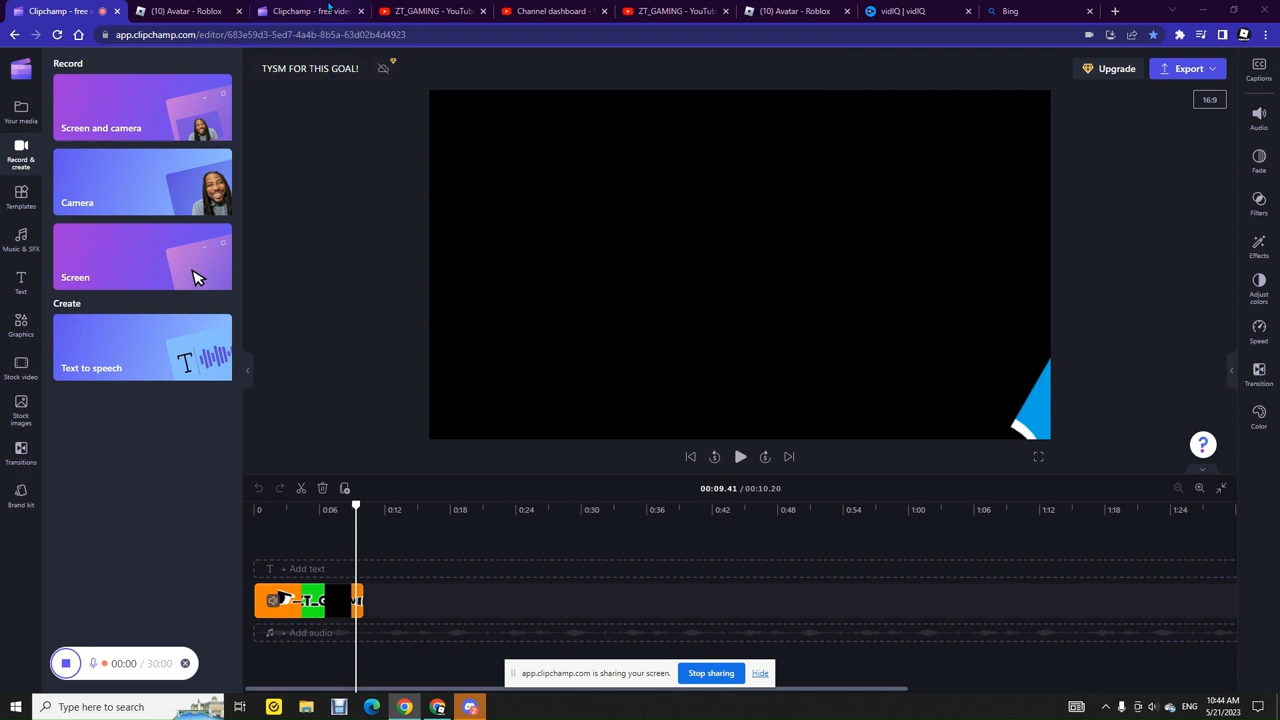 Clipchamp - free v
(10) Avatar - Roblox
Clipchamp - free video
ZT_GAMING - YouTube
Channel dashboard -
ZT_GAMING - YouTub
(10) Avatar - Roblox
vidIQ | vidIQ
Bing
app.clipchamp.com/editor/683e59d3-5ed7-4a4b-8b5a-63d02b4d4923
Record
Screen and camera
Camera
Screen
Create
Text to speech
Your media
Record &
create
Templates
Music & SFX
Text
Graphics
Stock video
Stock
images
Transitions
Brand kit
TYSM FOR THIS GOAL!
Upgrade
Export
16:9
CC
Captions
Audio
Fade
Filters
Effects
Adjust
colors
Speed
Transition
Color
?
00:09.41 / 00:10.20
0
0:06
0:12
0:18
0:24
0:30
0:36
0:42
0:48
0:54
1:00
1:06
1:12
1:18
1:24
T + Add text
+ Add audio
00:00 / 30:00
app.clipchamp.com is sharing your screen.
Stop sharing
Hide
Type here to search
ENG
10:44 AM
5/21/2023